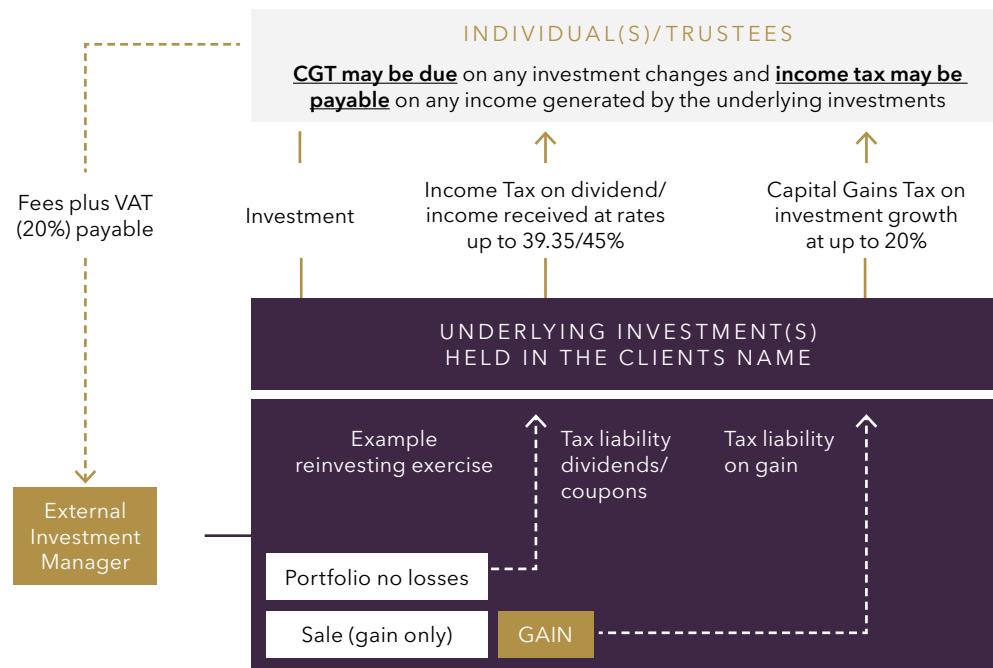 INDIVIDUAL(S)/TRUSTEES
CGT may be due on any investment changes and income tax may be
payable on any income generated by the underlying investments
Fees plus VAT
(20%) payable
Investment
Income Tax on dividend/
income received at rates
up to 39.35/45%
Capital Gains Tax on
investment growth
at up to 20%
UNDERLYING INVESTMENT(S)
HELD IN THE CLIENTS NAME
Example
reinvesting exercise
Tax liability
dividends/
coupons
Tax liability
on gain
External
Investment
Manager
Portfolio no losses
Sale (gain only)
GAIN